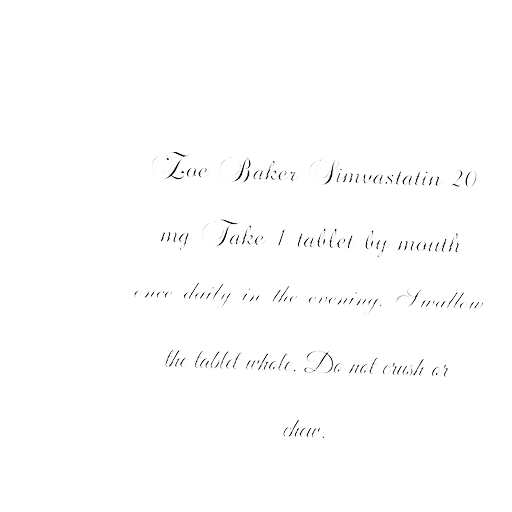 Zoe Baker Simvastatin 20
mg Take 1 tablet by mouth
once daily in the evening. Swallow
the tablet whole. Do not crush or
chew.